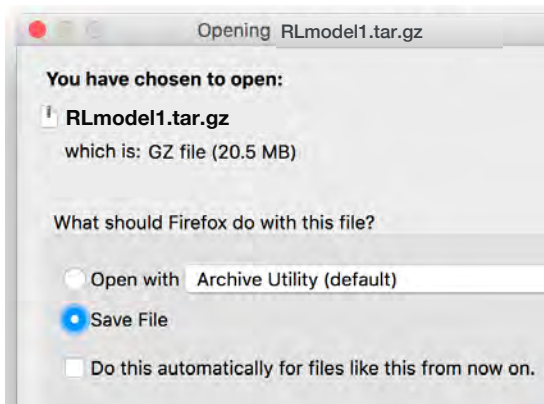 Opening RLmodel1.tar.gz
You have chosen to open:
RLmodel1.tar.gz
which is: GZ file (20.5 MB)
What should Firefox do with this file?
Open with Archive Utility (default)
Save File
Do this automatically for files like this from now on.